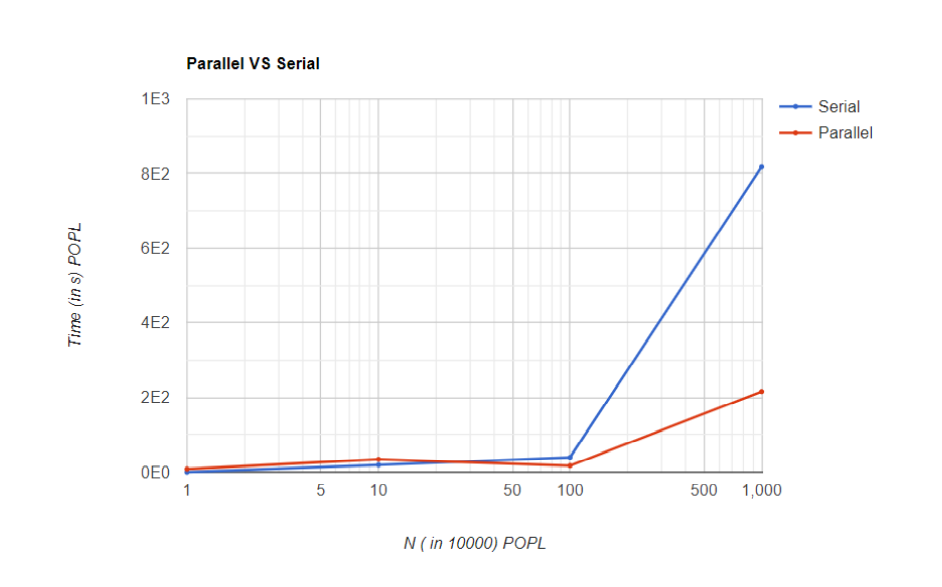 Parallel VS Serial
1E3
8E2
6E2
4E2
2E2
0E0
Time (in s) POPL
1 5 10 50 100 500 1,000
N ( in 10000) POPL
Serial
Parallel